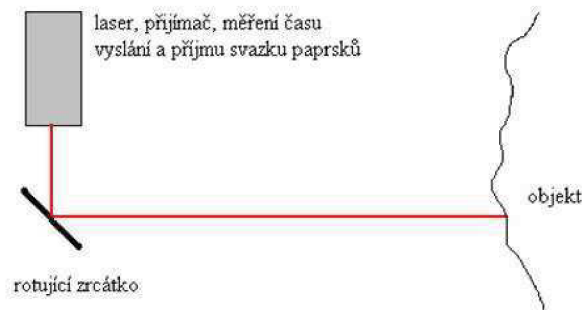 laser, přijímač, měření času
vyslání a příjmu svazku paprsků
objekt
rotující zrcátko